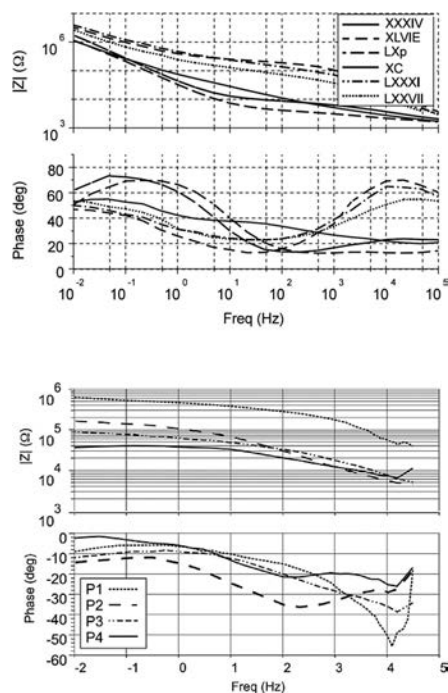 |Z| (Ω)
10^6
10^3
XXXIV
XLVIE
LXp
XC
LXXXI
LXXVII
Phase (deg)
80
60
40
20
0
10^-2 10^-1 10^0 10^1 10^2 10^3 10^4 10^5
Freq (Hz)
|Z| (Ω)
10^6
10^5
10^4
10^3
Phase (deg)
0
-10
-20
-30
-40
-50
-60
P1
P2
P3
P4
-2 -1 0 1 2 3 4 5
Freq (Hz)